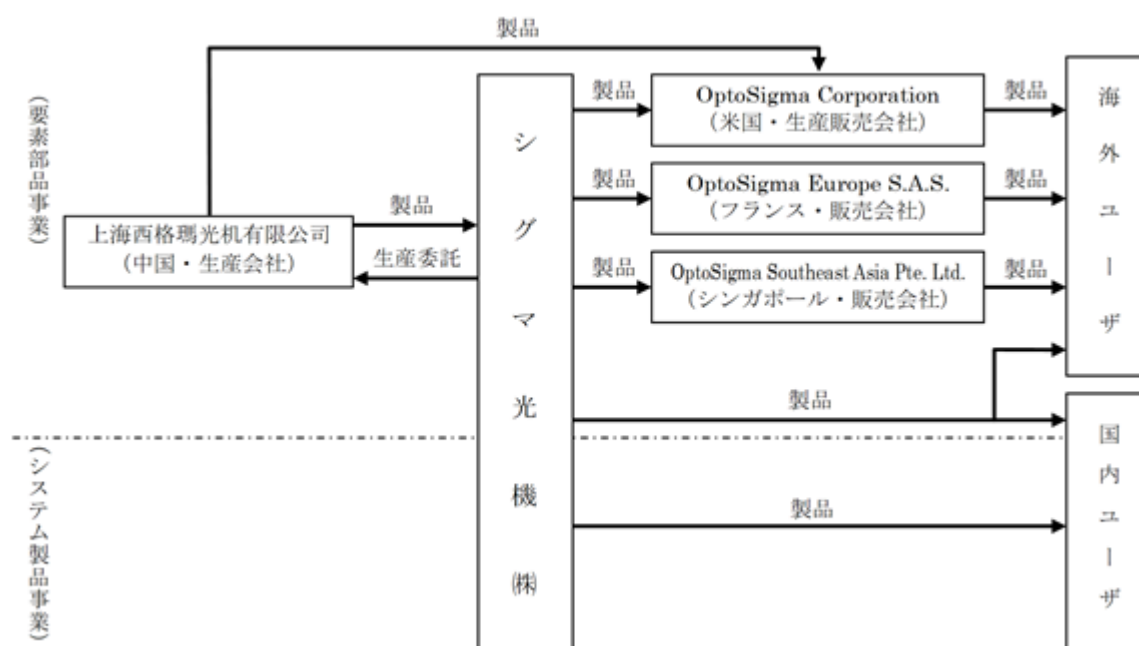 製品
(要素部品事業)
上海西格瑪光机有限公司
(中国・生産会社)
製品
生産委託
シグマ光機㈱
製品
OptoSigma Corporation
(米国・生産販売会社)
製品
製品
OptoSigma Europe S.A.S.
(フランス・販売会社)
製品
製品
OptoSigma Southeast Asia Pte. Ltd.
(シンガポール・販売会社)
製品
海外ユーザ
製品
国内ユーザ
(システム製品事業)
製品